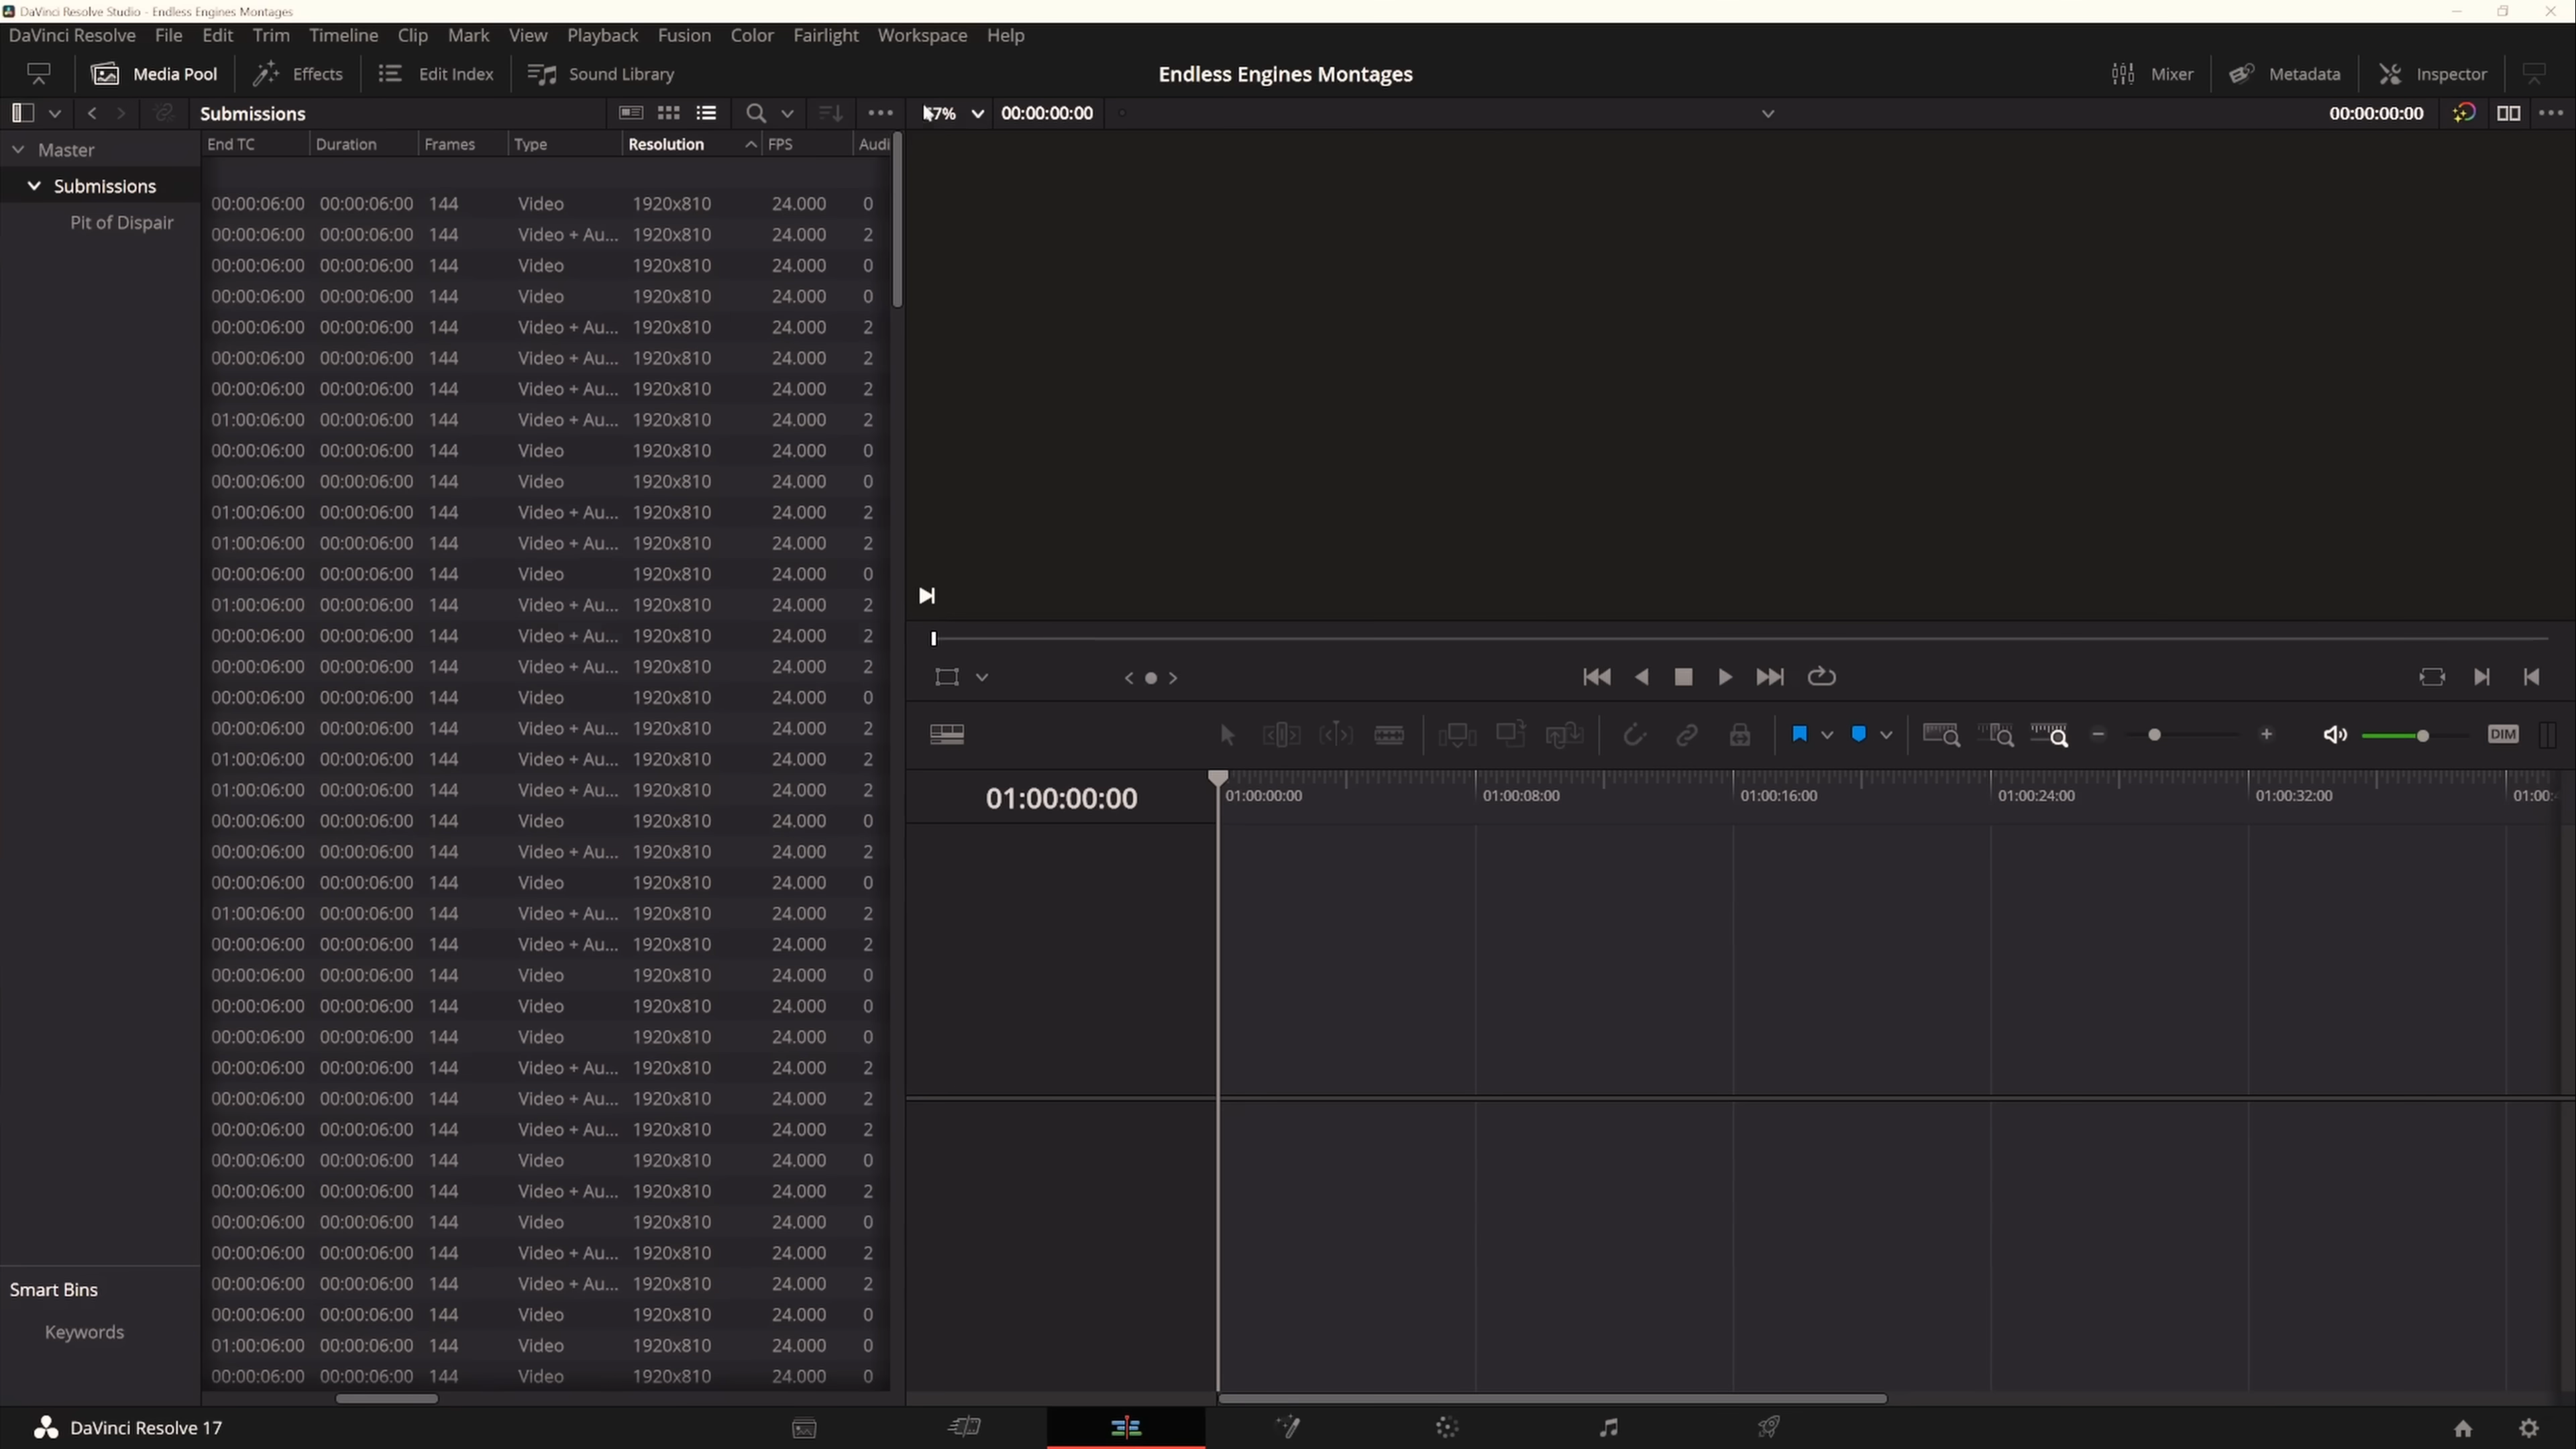 DaVinci Resolve Studio - Endless Engines Montages
DaVinci Resolve File Edit Trim Timeline Clip Mark View Playback Fusion Color Fairlight Workspace Help
Media Pool Effects Edit Index Sound Library Endless Engines Montages Mixer Metadata Inspector
Submissions 7% 00:00:00:00 00:00:00:00
Master End TC Duration Frames Type Resolution FPS Audi
Submissions
Pit of Dispair
00:00:06:00 00:00:06:00 144 Video 1920x810 24.000 0
00:00:06:00 00:00:06:00 144 Video + Au... 1920x810 24.000 2
00:00:06:00 00:00:06:00 144 Video 1920x810 24.000 0
00:00:06:00 00:00:06:00 144 Video 1920x810 24.000 0
00:00:06:00 00:00:06:00 144 Video + Au... 1920x810 24.000 2
00:00:06:00 00:00:06:00 144 Video + Au... 1920x810 24.000 2
00:00:06:00 00:00:06:00 144 Video + Au... 1920x810 24.000 2
01:00:06:00 00:00:06:00 144 Video + Au... 1920x810 24.000 2
00:00:06:00 00:00:06:00 144 Video 1920x810 24.000 0
00:00:06:00 00:00:06:00 144 Video 1920x810 24.000 0
01:00:06:00 00:00:06:00 144 Video + Au... 1920x810 24.000 2
01:00:06:00 00:00:06:00 144 Video + Au... 1920x810 24.000 2
00:00:06:00 00:00:06:00 144 Video 1920x810 24.000 0
01:00:06:00 00:00:06:00 144 Video + Au... 1920x810 24.000 2
00:00:06:00 00:00:06:00 144 Video + Au... 1920x810 24.000 2
00:00:06:00 00:00:06:00 144 Video + Au... 1920x810 24.000 2
00:00:06:00 00:00:06:00 144 Video 1920x810 24.000 0
00:00:06:00 00:00:06:00 144 Video + Au... 1920x810 24.000 2
01:00:06:00 00:00:06:00 144 Video + Au... 1920x810 24.000 2
01:00:06:00 00:00:06:00 144 Video + Au... 1920x810 24.000 2
00:00:06:00 00:00:06:00 144 Video 1920x810 24.000 0
00:00:06:00 00:00:06:00 144 Video + Au... 1920x810 24.000 2
00:00:06:00 00:00:06:00 144 Video 1920x810 24.000 0
01:00:06:00 00:00:06:00 144 Video + Au... 1920x810 24.000 2
00:00:06:00 00:00:06:00 144 Video + Au... 1920x810 24.000 2
00:00:06:00 00:00:06:00 144 Video 1920x810 24.000 0
00:00:06:00 00:00:06:00 144 Video 1920x810 24.000 0
00:00:06:00 00:00:06:00 144 Video 1920x810 24.000 0
00:00:06:00 00:00:06:00 144 Video + Au... 1920x810 24.000 2
00:00:06:00 00:00:06:00 144 Video + Au... 1920x810 24.000 2
00:00:06:00 00:00:06:00 144 Video + Au... 1920x810 24.000 2
00:00:06:00 00:00:06:00 144 Video 1920x810 24.000 0
00:00:06:00 00:00:06:00 144 Video + Au... 1920x810 24.000 2
00:00:06:00 00:00:06:00 144 Video 1920x810 24.000 0
00:00:06:00 00:00:06:00 144 Video + Au... 1920x810 24.000 2
00:00:06:00 00:00:06:00 144 Video + Au... 1920x810 24.000 2
00:00:06:00 00:00:06:00 144 Video 1920x810 24.000 0
01:00:06:00 00:00:06:00 144 Video 1920x810 24.000 0
00:00:06:00 00:00:06:00 144 Video 1920x810 24.000 0
Smart Bins
Keywords
DIM
01:00:00:00 01:00:00:00 01:00:08:00 01:00:16:00 01:00:24:00 01:00:32:00 01:00:
DaVinci Resolve 17